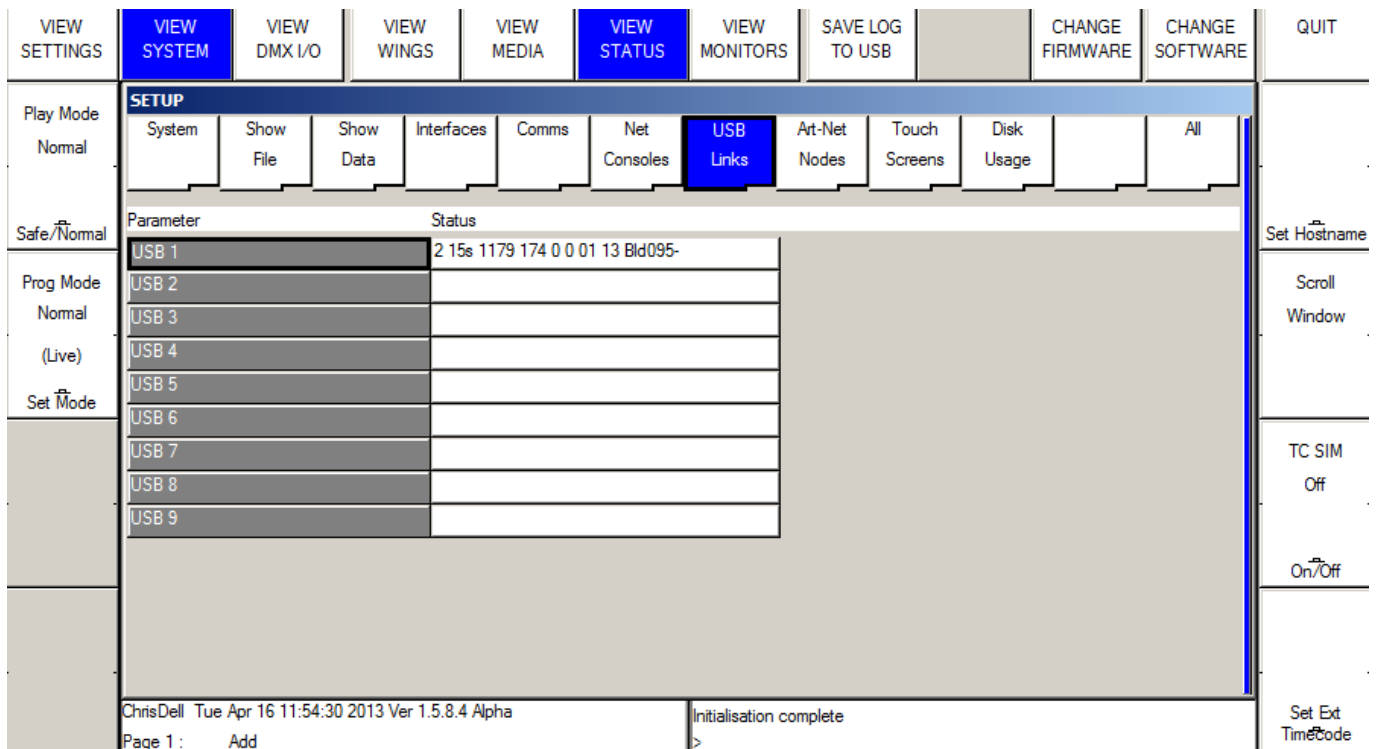 VIEW SETTINGS
VIEW SYSTEM
VIEW DMX I/O
VIEW WINGS
VIEW MEDIA
VIEW STATUS
VIEW MONITORS
SAVE LOG TO USB
CHANGE FIRMWARE
CHANGE SOFTWARE
QUIT
Play Mode
Normal
Safe/Normal
Prog Mode
Normal
(Live)
Set Mode
SETUP
System
Show File
Show Data
Interfaces
Comms
Net Consoles
USB Links
Art-Net Nodes
Touch Screens
Disk Usage
All
Parameter Status
USB 1 2 15s 1179 174 0 0 01 13 Bld095-
USB 2
USB 3
USB 4
USB 5
USB 6
USB 7
USB 8
USB 9
Set Hostname
Scroll
Window
TC SIM
Off
On/Off
Set Ext
Timecode
ChrisDell Tue Apr 16 11:54:30 2013 Ver 1.5.8.4 Alpha
Page 1 : Add
Initialisation complete
>